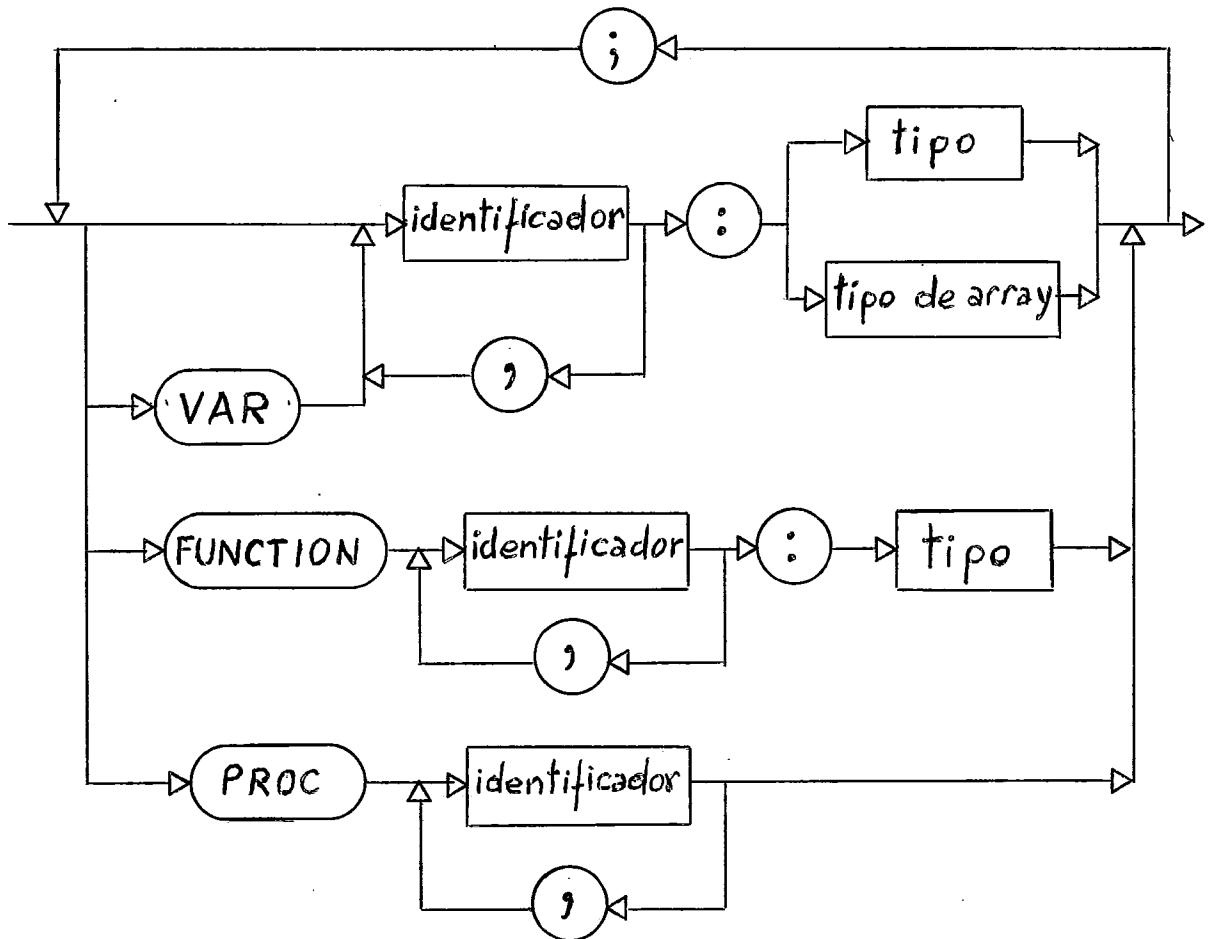 ;
tipo
identificador
:
tipo de array
,
VAR
FUNCTION
identificador
:
tipo
,
PROC
identificador
,